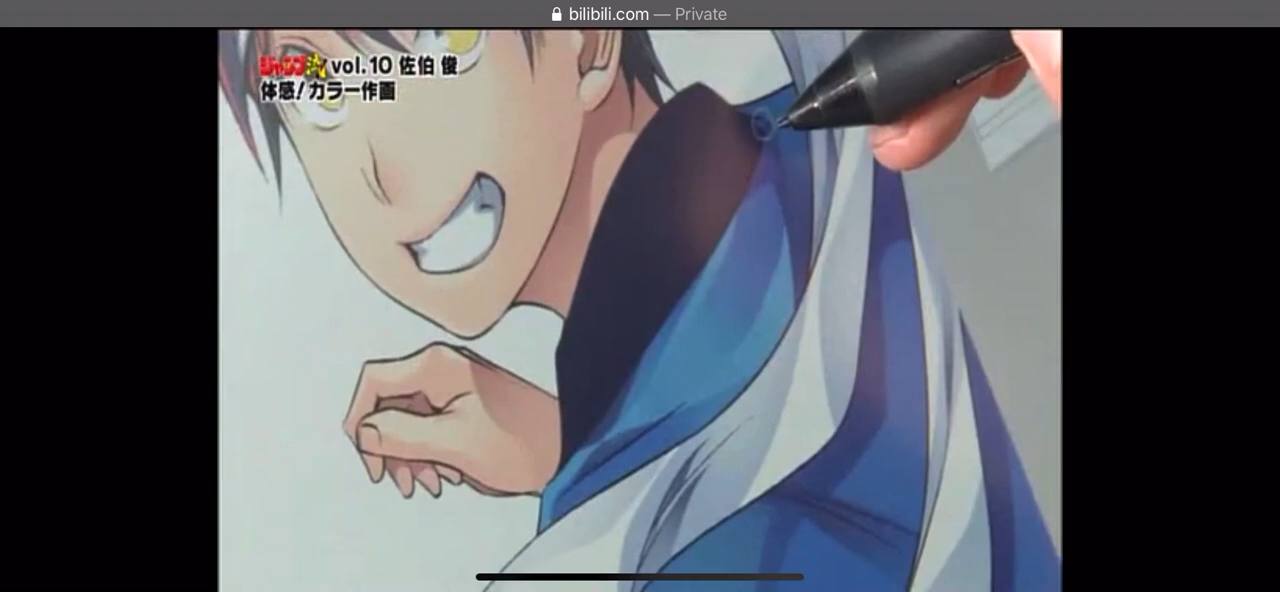 bilibili.com — Private
ジャンプ流 vol.10 佐伯 俊
体感！カラー作画